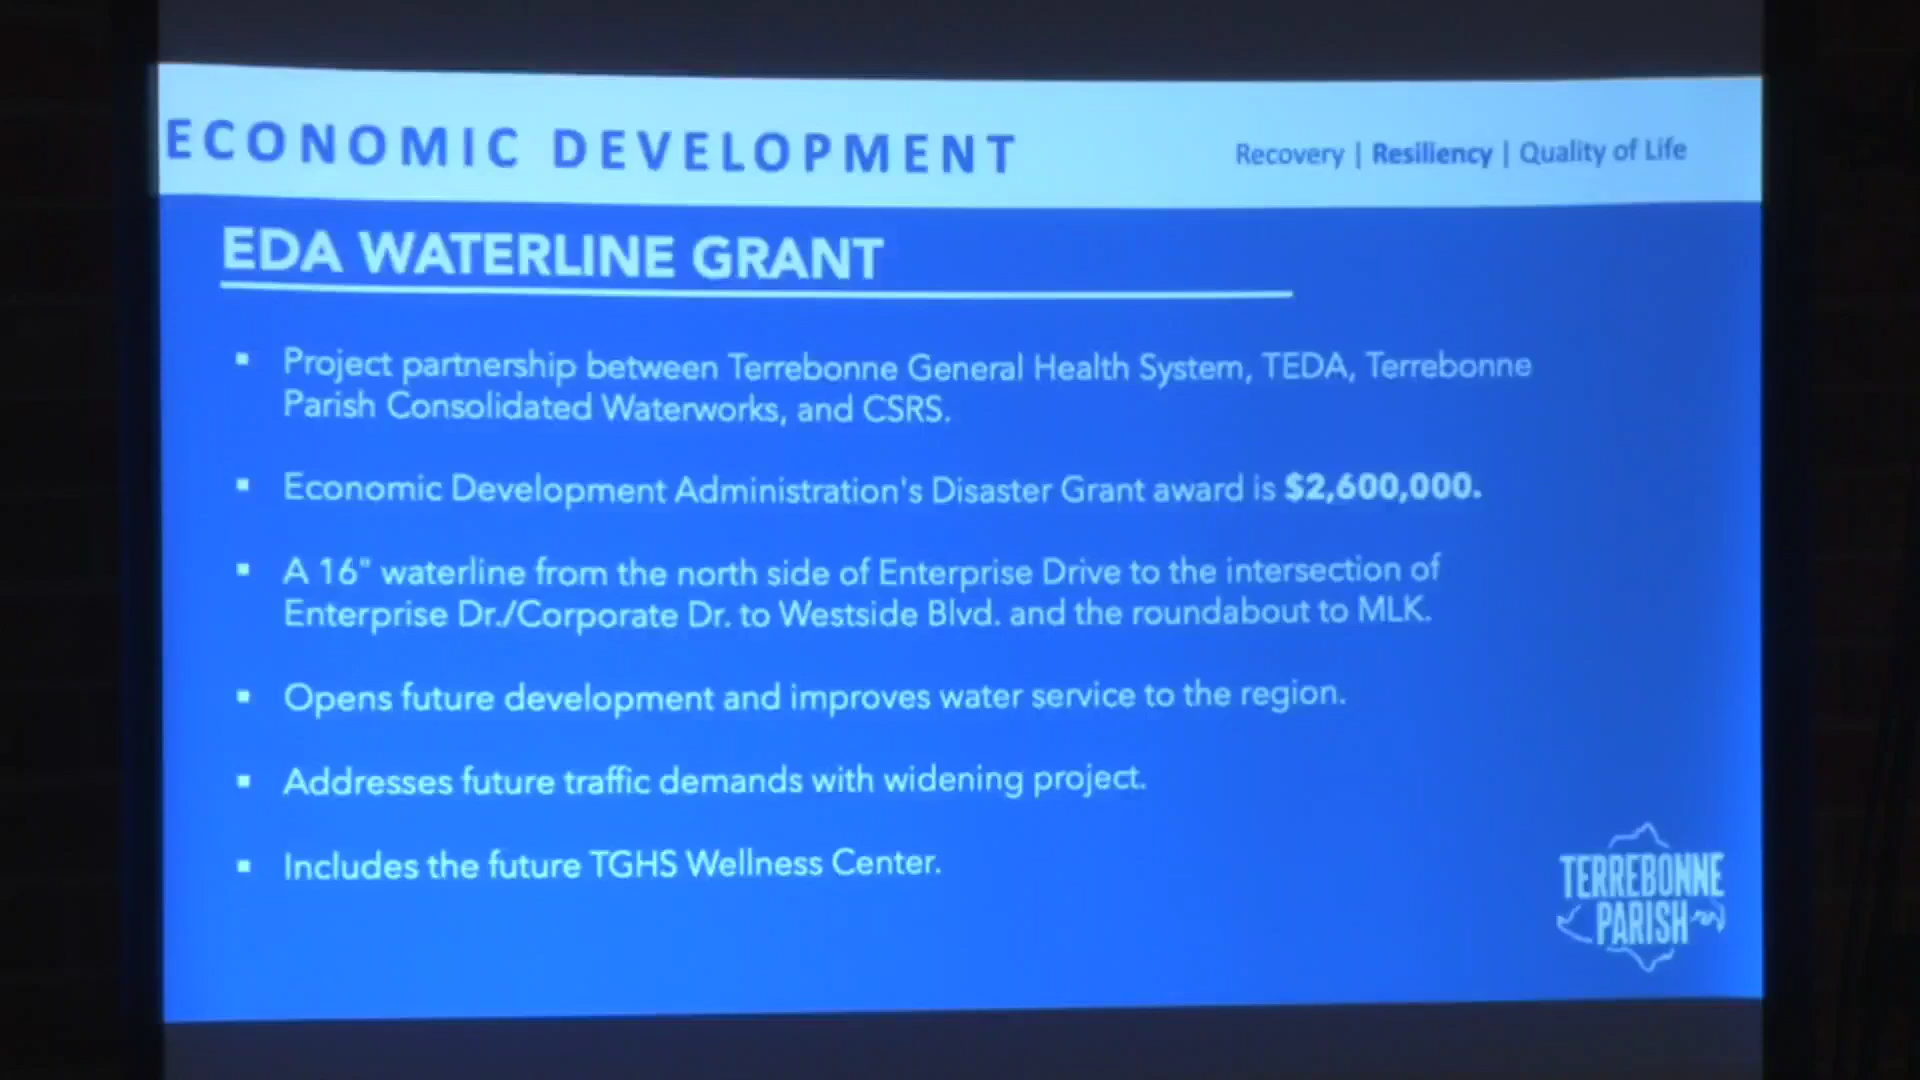 ECONOMIC DEVELOPMENT
Recovery | Resiliency | Quality of Life
EDA WATERLINE GRANT
▪ Project partnership between Terrebonne General Health System, TEDA, Terrebonne
Parish Consolidated Waterworks, and CSRS.
▪ Economic Development Administration's Disaster Grant award is $2,600,000.
▪ A 16" waterline from the north side of Enterprise Drive to the intersection of
Enterprise Dr./Corporate Dr. to Westside Blvd. and the roundabout to MLK.
▪ Opens future development and improves water service to the region.
▪ Addresses future traffic demands with widening project.
▪ Includes the future TGHS Wellness Center.
TERREBONNE
PARISH